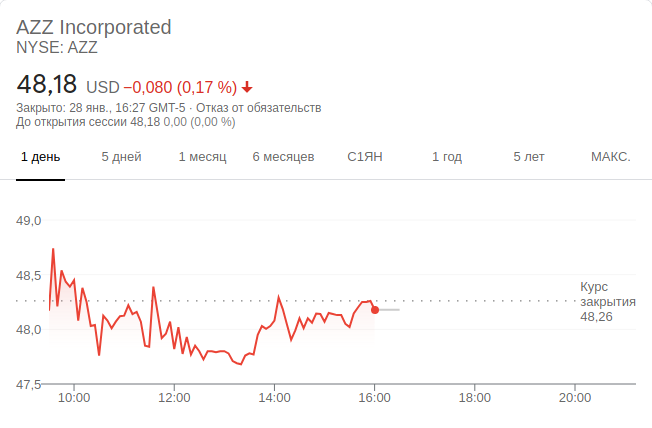 AZZ Incorporated
NYSE: AZZ
48,18 USD −0,080 (0,17 %)
Закрыто: 28 янв., 16:27 GMT-5 · Отказ от обязательств
До открытия сессии 48,18 0,00 (0,00 %)
1 день 5 дней 1 месяц 6 месяцев С1ЯН 1 год 5 лет МАКС.
49,0
48,5
Курс
закрытия
48,26
48,0
47,5
10:00 12:00 14:00 16:00 18:00 20:00